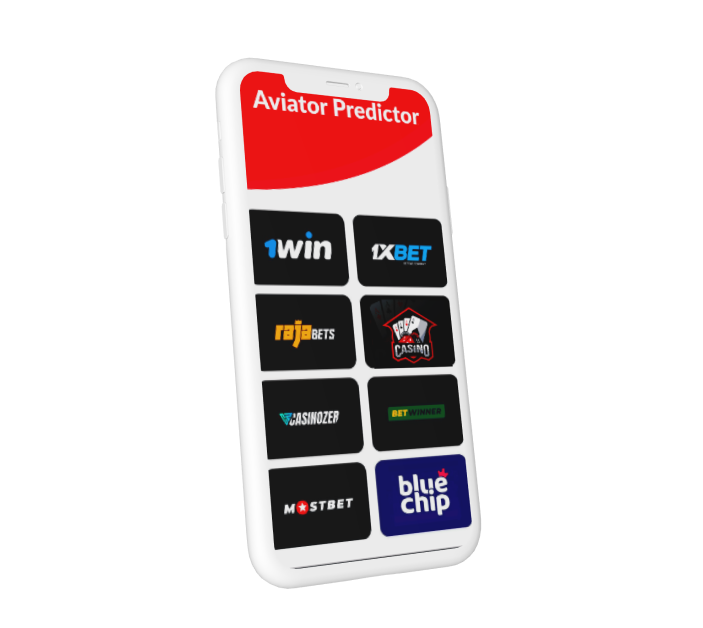 Aviator Predictor
1win
1XBET
rajaBETS
CASINO
CASINOZER
BETWINNER
MOSTBET
blue
chip